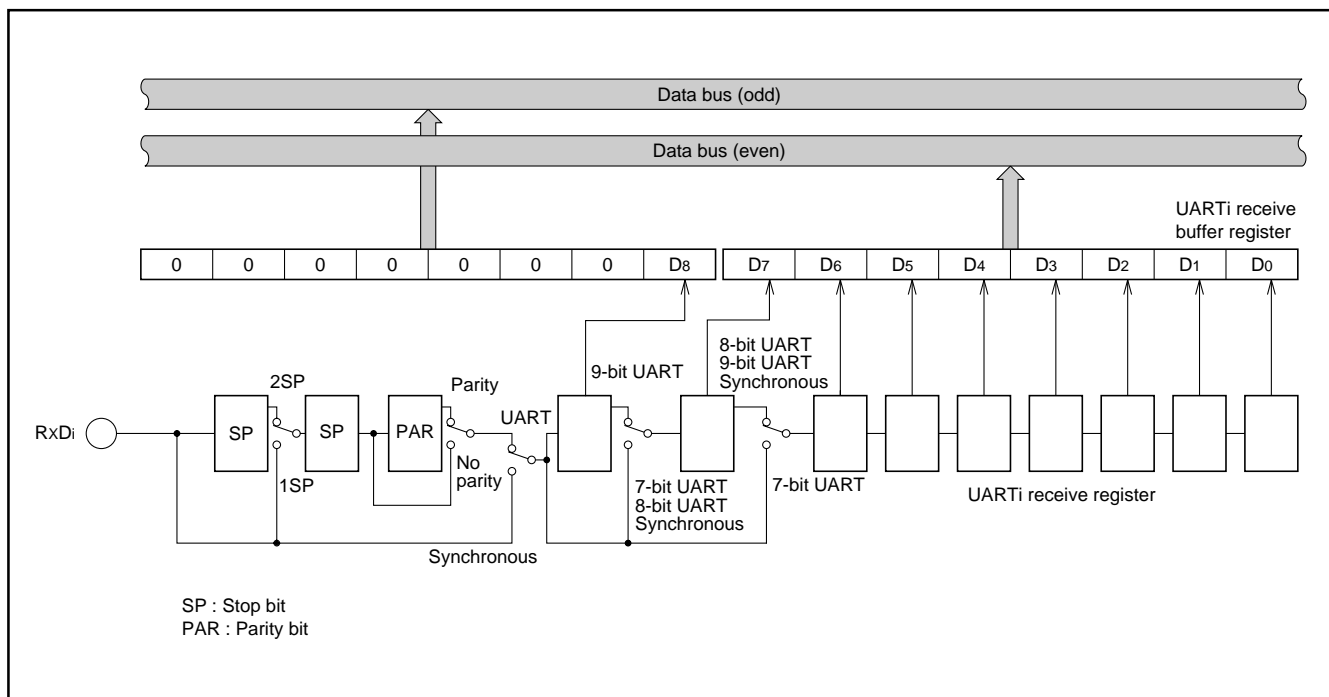 Data bus (odd)
Data bus (even)
UARTi receive
buffer register
0 0 0 0 0 0 0 D8 D7 D6 D5 D4 D3 D2 D1 D0
8-bit UART
9-bit UART
Synchronous
9-bit UART
2SP
Parity
UART
RxDi
SP
SP
PAR
1SP
No
parity
7-bit UART
8-bit UART
Synchronous
7-bit UART
UARTi receive register
Synchronous
SP : Stop bit
PAR : Parity bit